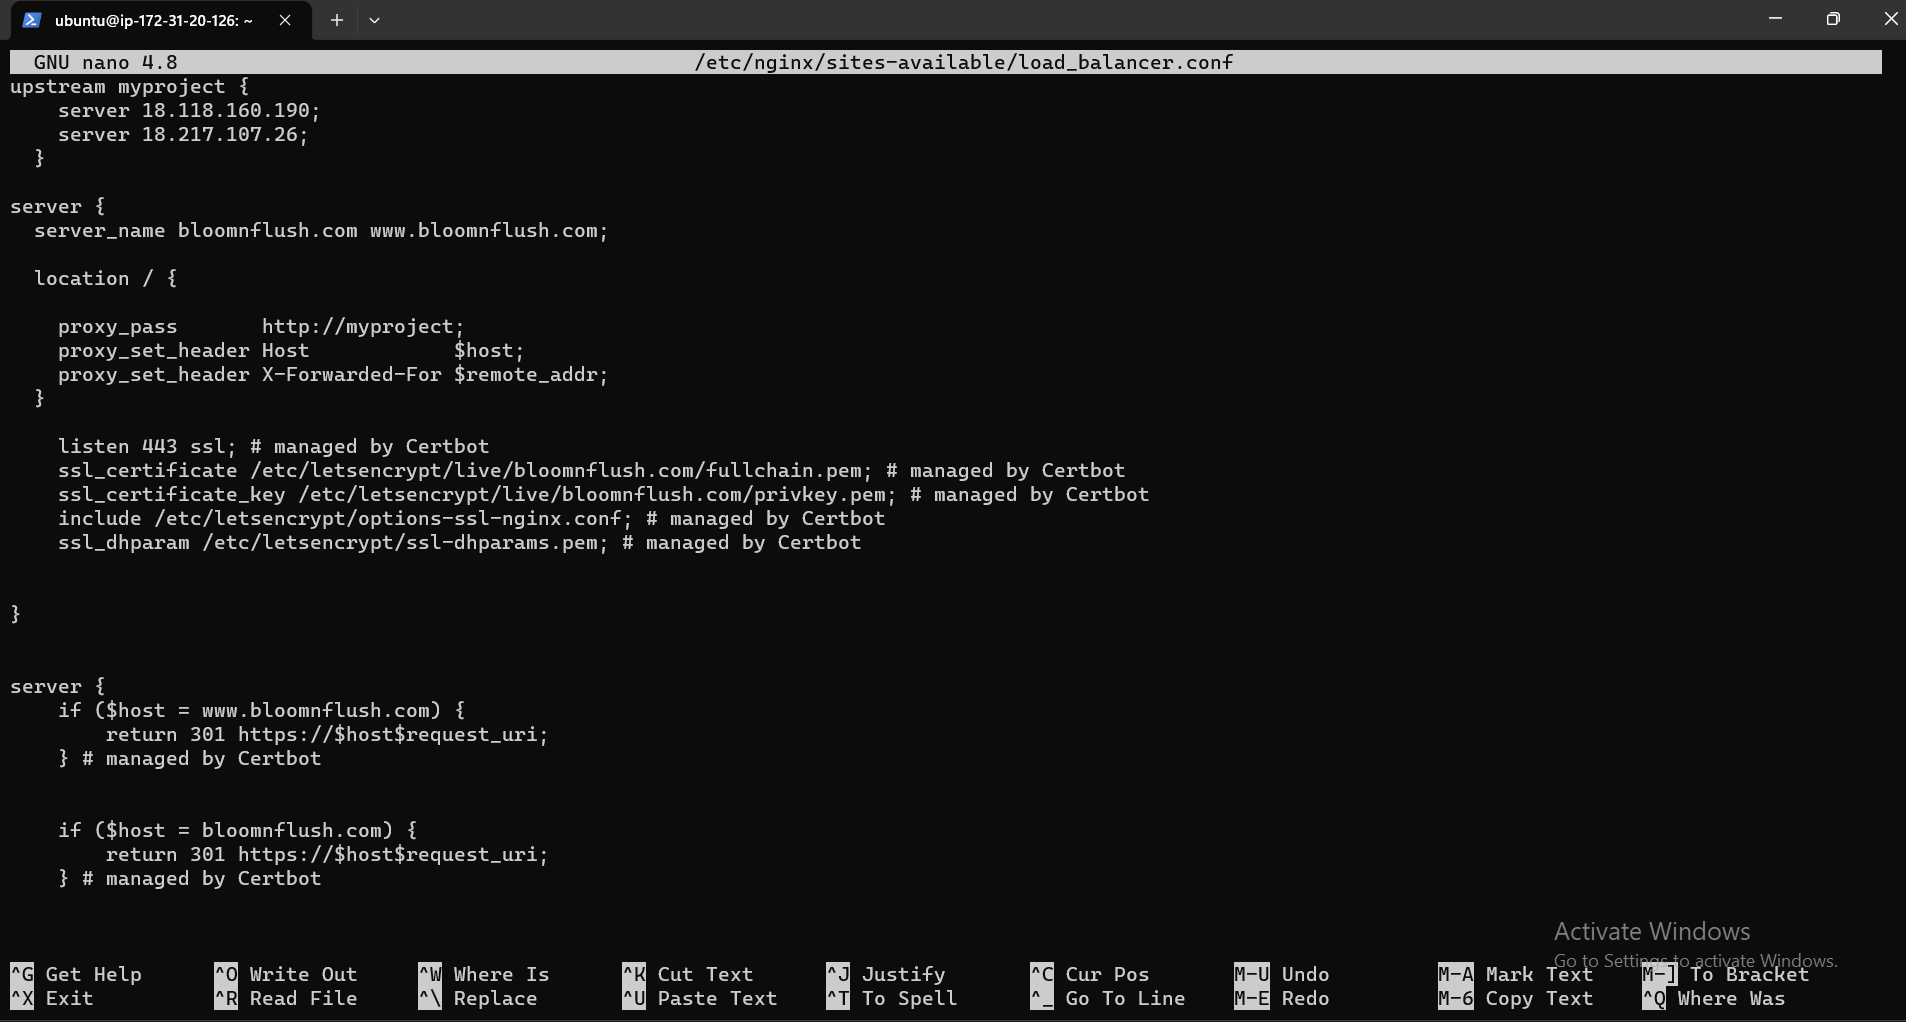 ubuntu@ip-172-31-20-126: ~
GNU nano 4.8 /etc/nginx/sites-available/load_balancer.conf
upstream myproject {
    server 18.118.160.190;
    server 18.217.107.26;
  }

server {
  server_name bloomnflush.com www.bloomnflush.com;

  location / {

    proxy_pass       http://myproject;
    proxy_set_header Host            $host;
    proxy_set_header X-Forwarded-For $remote_addr;
  }

    listen 443 ssl; # managed by Certbot
    ssl_certificate /etc/letsencrypt/live/bloomnflush.com/fullchain.pem; # managed by Certbot
    ssl_certificate_key /etc/letsencrypt/live/bloomnflush.com/privkey.pem; # managed by Certbot
    include /etc/letsencrypt/options-ssl-nginx.conf; # managed by Certbot
    ssl_dhparam /etc/letsencrypt/ssl-dhparams.pem; # managed by Certbot

}

server {
    if ($host = www.bloomnflush.com) {
        return 301 https://$host$request_uri;
    } # managed by Certbot

    if ($host = bloomnflush.com) {
        return 301 https://$host$request_uri;
    } # managed by Certbot

Activate Windows
Go to Settings to activate Windows.
^G Get Help ^O Write Out ^W Where Is ^K Cut Text ^J Justify ^C Cur Pos M-U Undo M-A Mark Text M-] To Bracket
^X Exit ^R Read File ^\ Replace ^U Paste Text ^T To Spell ^_ Go To Line M-E Redo M-6 Copy Text ^Q Where Was